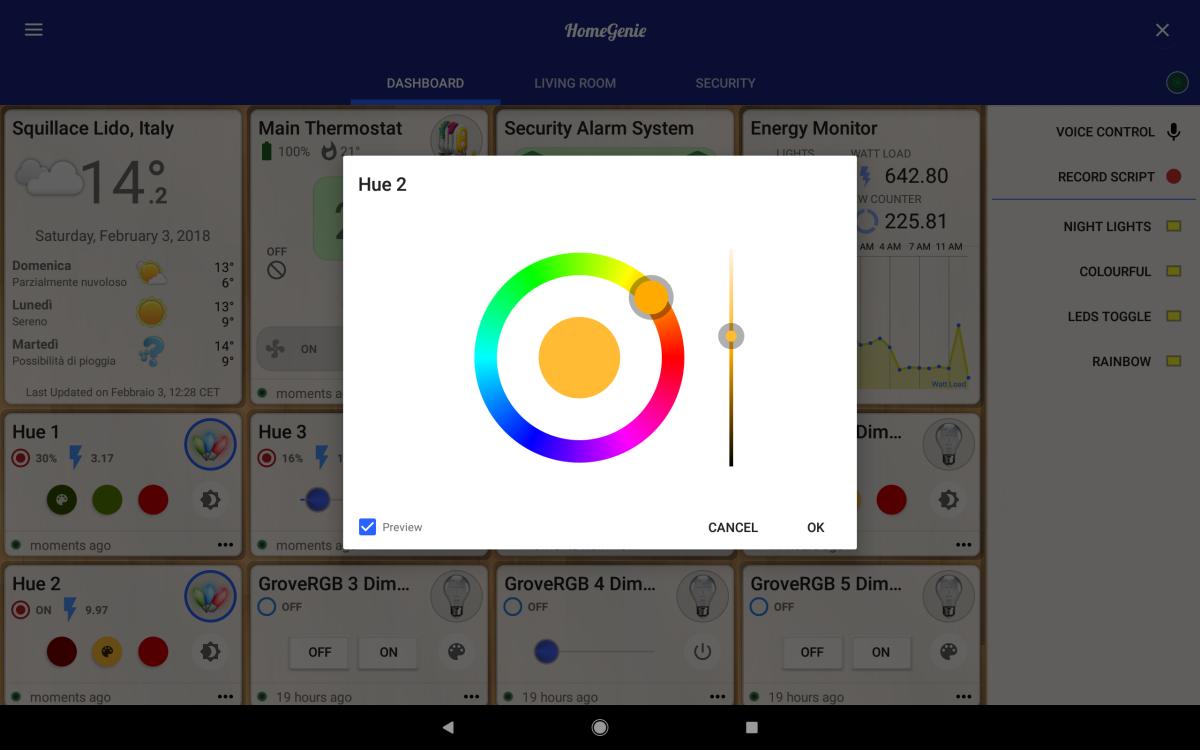 HomeGenie
DASHBOARD
LIVING ROOM
SECURITY
Squillace Lido, Italy
14°.2
Saturday, February 3, 2018
Domenica
Parzialmente nuvoloso
13°
6°
Lunedì
Sereno
13°
9°
Martedì
Possibilità di pioggia
14°
9°
Last Updated on Febbraio 3, 12:28 CET
Main Thermostat
100%
21°
OFF
ON
moments a
Security Alarm System
Energy Monitor
LIGHTS
WATT LOAD
642.80
W COUNTER
225.81
AM 4 AM 7 AM 11 AM
Watt Load
VOICE CONTROL
RECORD SCRIPT
NIGHT LIGHTS
COLOURFUL
LEDS TOGGLE
RAINBOW
Hue 2
Preview
CANCEL
OK
Hue 1
30%
3.17
moments ago
Hue 3
16%
1
Dim...
Hue 2
ON
9.97
moments ago
GroveRGB 3 Dim...
OFF
OFF
ON
19 hours ago
GroveRGB 4 Dim...
OFF
19 hours ago
GroveRGB 5 Dim...
OFF
OFF
ON
19 hours ago